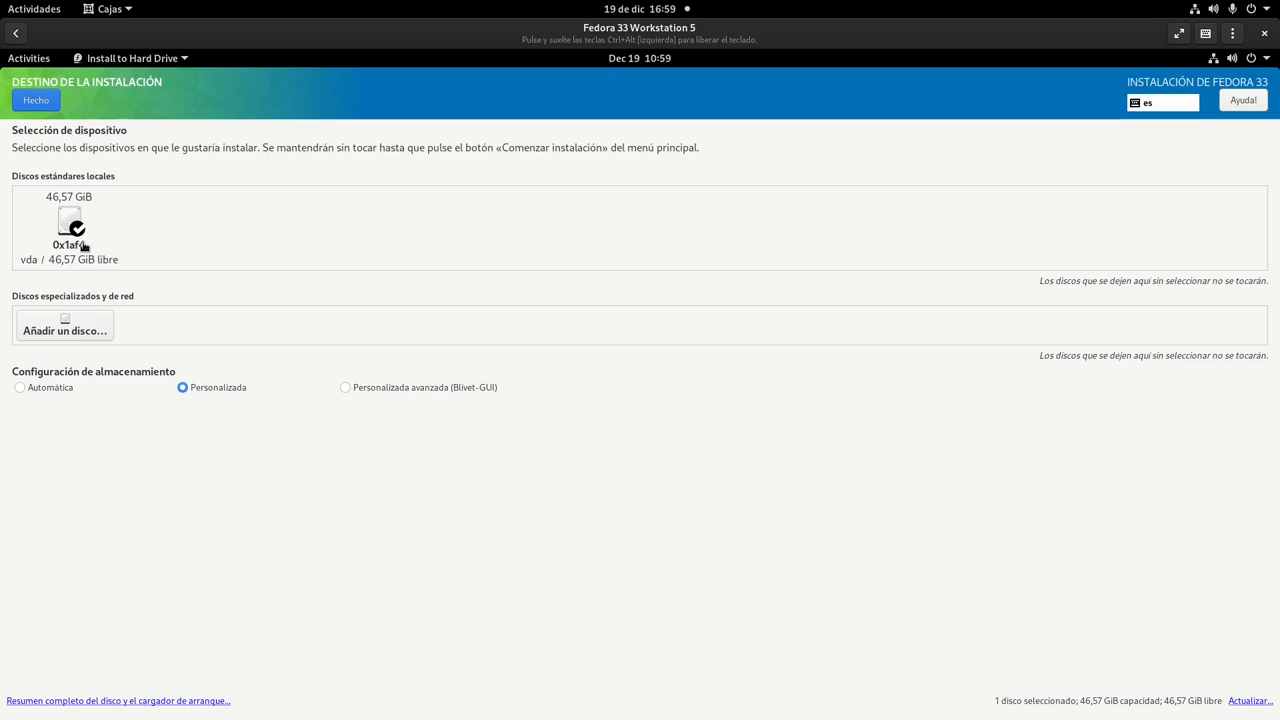 Actividades
Cajas
19 de dic 16:59
Fedora 33 Workstation 5
Pulse y suelte las teclas Ctrl+Alt [izquierda] para liberar el teclado.
Activities
Install to Hard Drive
Dec 19 10:59
DESTINO DE LA INSTALACIÓN
INSTALACIÓN DE FEDORA 33
Hecho
es
Ayuda!
Selección de dispositivo
Seleccione los dispositivos en que le gustaría instalar. Se mantendrán sin tocar hasta que pulse el botón «Comenzar instalación» del menú principal.
Discos estándares locales
46,57 GiB
0x1af4
vda / 46,57 GiB libre
Los discos que se dejen aquí sin seleccionar no se tocarán.
Discos especializados y de red
Añadir un disco...
Los discos que se dejen aquí sin seleccionar no se tocarán.
Configuración de almacenamiento
Automática
Personalizada
Personalizada avanzada (Blivet-GUI)
Resumen completo del disco y el cargador de arranque...
1 disco seleccionado; 46,57 GiB capacidad; 46,57 GiB libre
Actualizar...